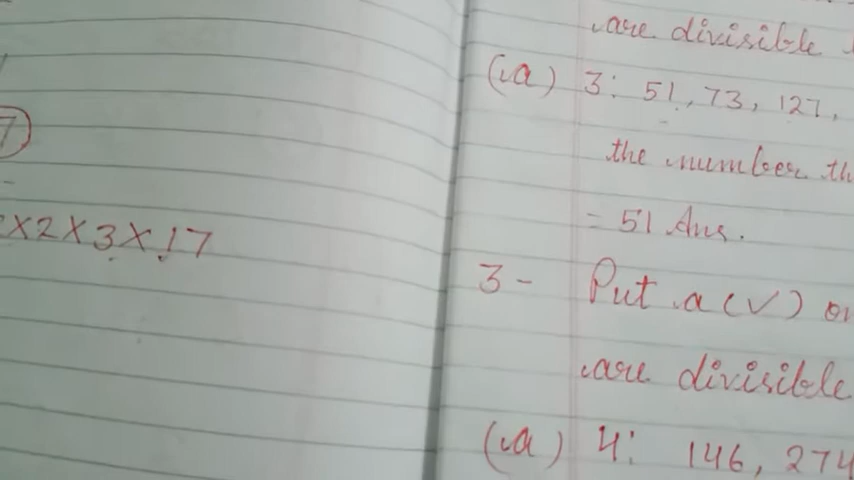 7
×2×3×17
are divisible
(a) 3: 51, 73, 127,
the number
= 51 Ans.
3- Put a (✓)
are divisible
(a) 4: 146, 274